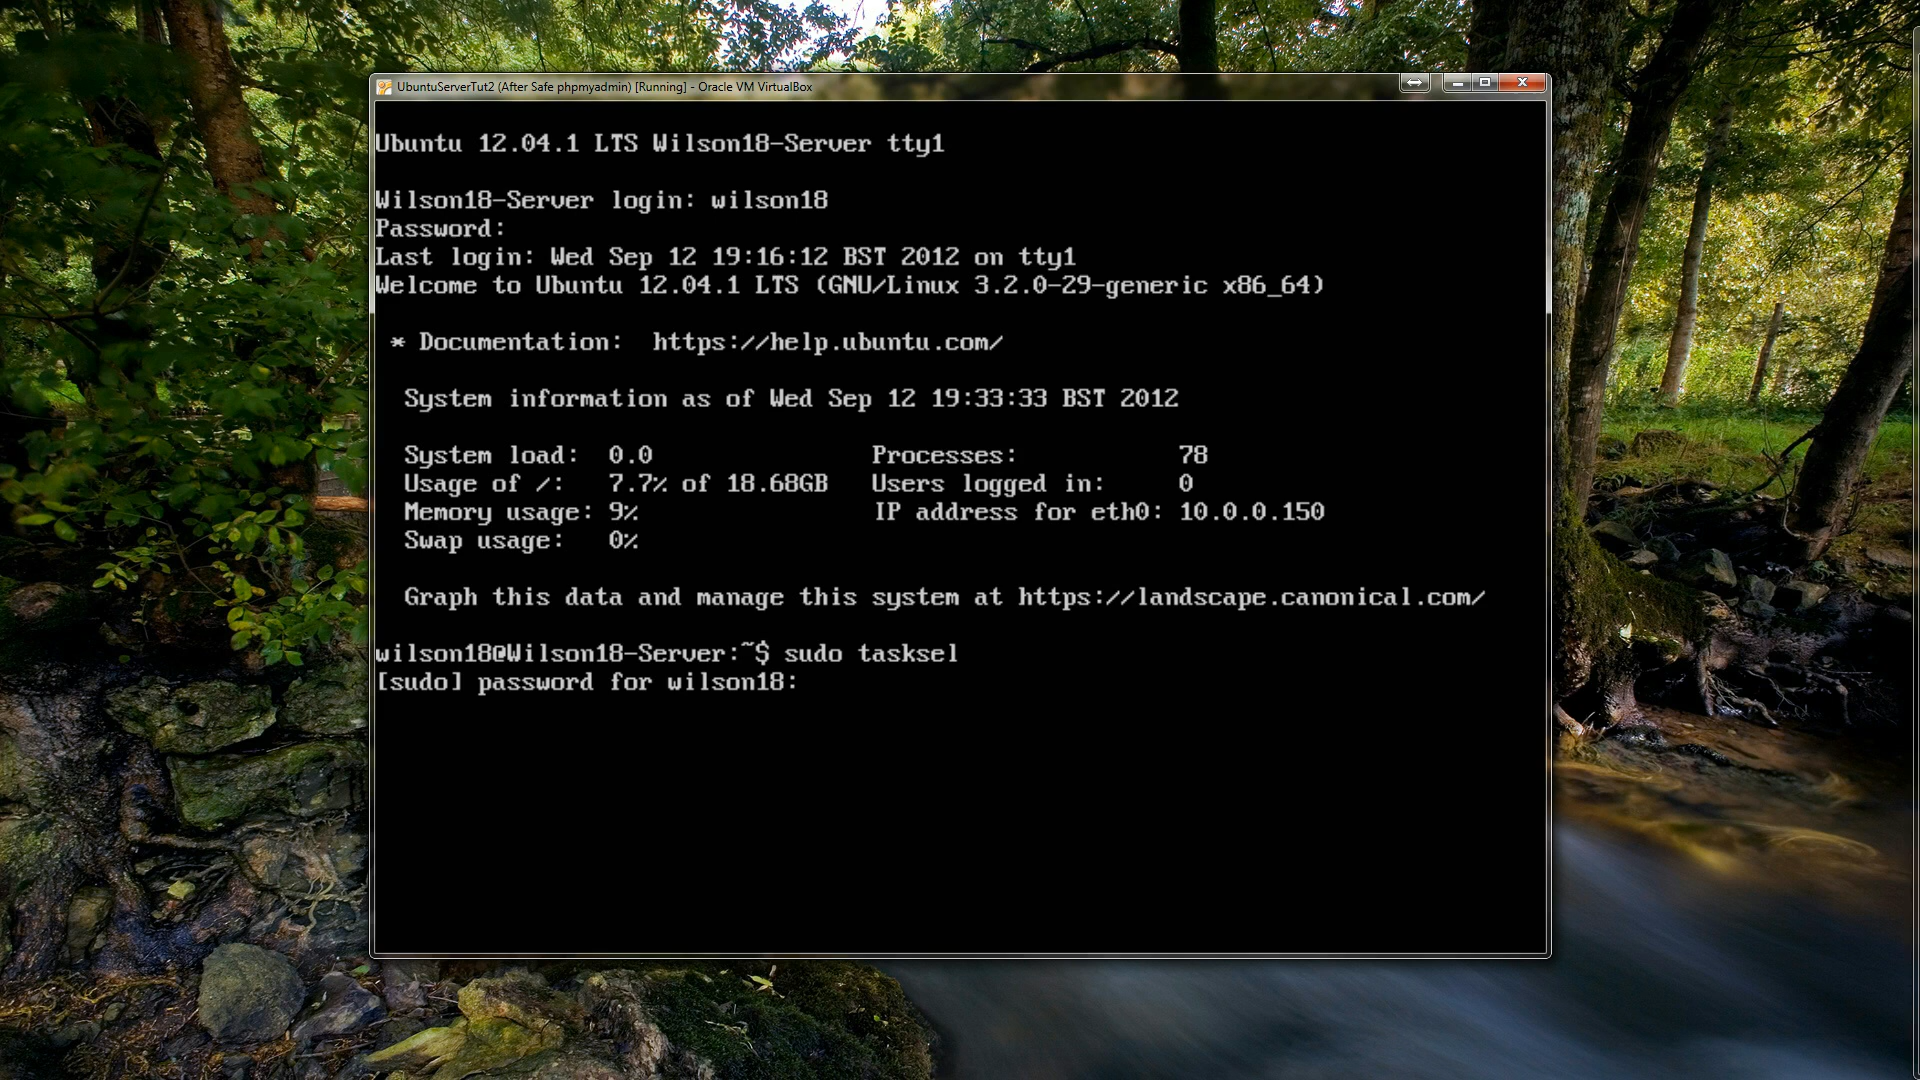 UbuntuServerTut2 (After Safe phpmyadmin) [Running] - Oracle VM VirtualBox
Ubuntu 12.04.1 LTS Wilson18-Server tty1
Wilson18-Server login: wilson18
Password:
Last login: Wed Sep 12 19:16:12 BST 2012 on tty1
Welcome to Ubuntu 12.04.1 LTS (GNU/Linux 3.2.0-29-generic x86_64)
* Documentation:  https://help.ubuntu.com/
System information as of Wed Sep 12 19:33:33 BST 2012
System load:  0.0               Processes:           78
Usage of /:   7.7% of 18.68GB   Users logged in:     0
Memory usage: 9%                IP address for eth0: 10.0.0.150
Swap usage:   0%
Graph this data and manage this system at https://landscape.canonical.com/
wilson18@Wilson18-Server:~$ sudo tasksel
[sudo] password for wilson18: